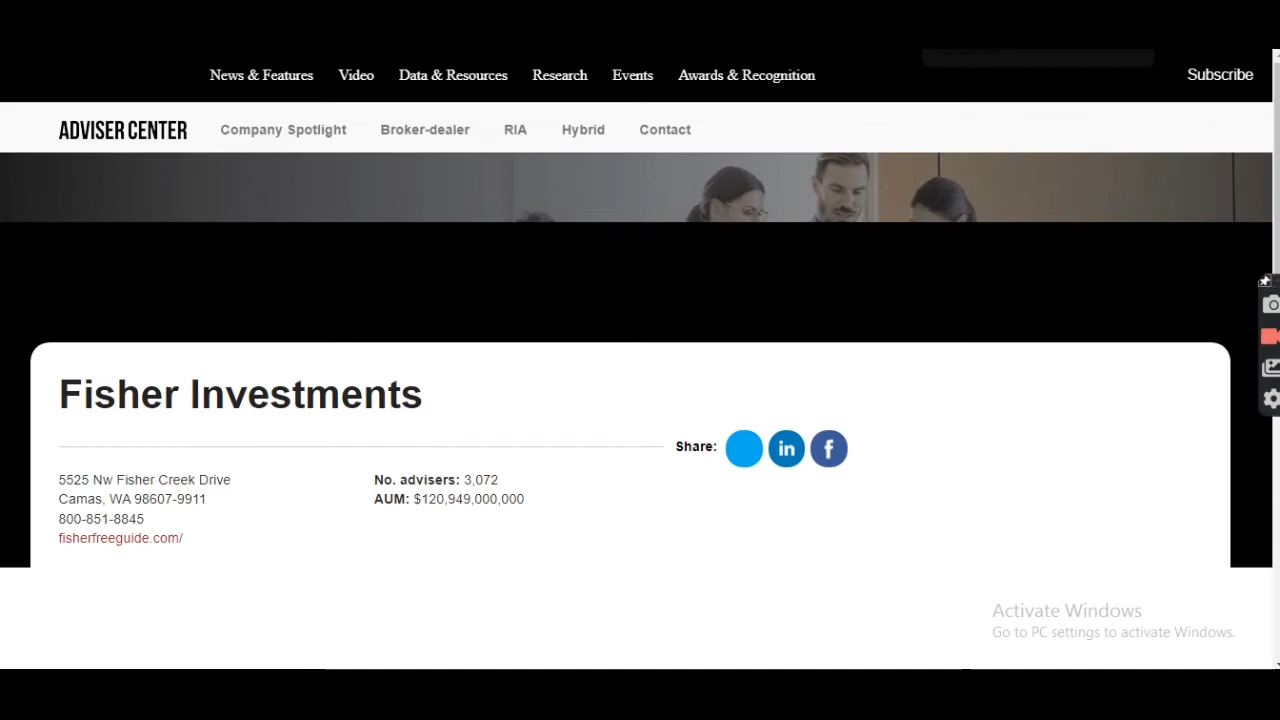 News & Features Video Data & Resources Research Events Awards & Recognition Subscribe
ADVISER CENTER Company Spotlight Broker-dealer RIA Hybrid Contact
Fisher Investments
Share: in f
5525 Nw Fisher Creek Drive No. advisers: 3,072
Camas, WA 98607-9911 AUM: $120,949,000,000
800-851-8845
fisherfreeguide.com/
Activate Windows
Go to PC settings to activate Windows.